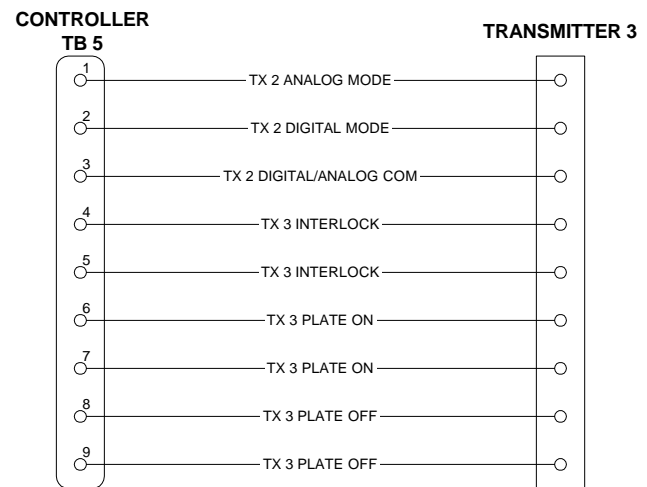 CONTROLLER
TB 5
TRANSMITTER 3
1
TX 2 ANALOG MODE
2
TX 2 DIGITAL MODE
3
TX 2 DIGITAL/ANALOG COM
4
TX 3 INTERLOCK
5
TX 3 INTERLOCK
6
TX 3 PLATE ON
7
TX 3 PLATE ON
8
TX 3 PLATE OFF
9
TX 3 PLATE OFF